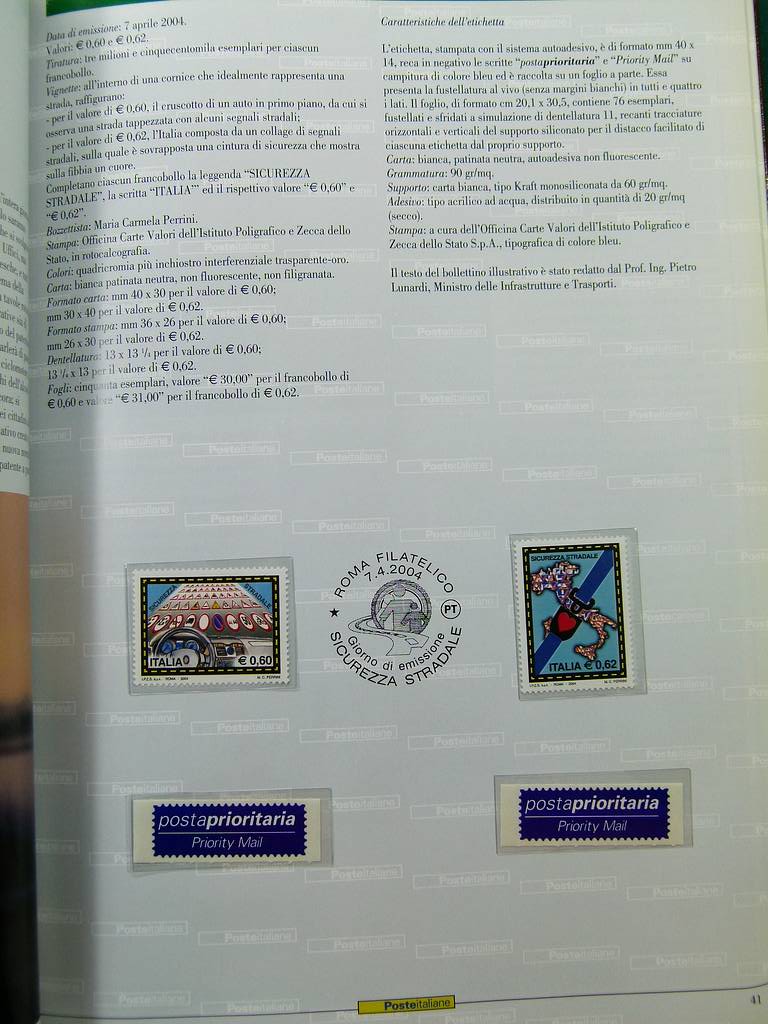 Data di emissione: 7 aprile 2004.
Valori: € 0,60 e € 0,62.
Tiratura: tre milioni e cinquecentomila esemplari per ciascun
francobollo.
Vignette: all'interno di una cornice che idealmente rappresenta una
strada, raffigurano:
- per il valore di € 0,60, il cruscotto di un auto in primo piano, da cui si
osserva una strada tappezzata con alcuni segnali stradali;
- per il valore di € 0,62, l'Italia composta da un collage di segnali
stradali, sulla quale è sovrapposta una cintura di sicurezza che mostra
sulla fibbia un cuore.
Completano ciascun francobollo la leggenda "SICUREZZA
STRADALE", la scritta "ITALIA" ed il rispettivo valore "€ 0,60" e
"€ 0,62".
Bozzettista: Maria Carmela Perrini.
Stampa: Officina Carte Valori dell'Istituto Poligrafico e Zecca dello
Stato, in rotocalcografia.
Colori: quadricromia più inchiostro interferenziale trasparente-oro.
Carta: bianca patinata neutra, non fluorescente, non filigranata.
Formato carta: mm 40 x 30 per il valore di € 0,60;
mm 30 x 40 per il valore di € 0,62.
Formato stampa: mm 36 x 26 per il valore di € 0,60;
mm 26 x 30 per il valore di € 0,62.
Dentellatura: 13 x 13 1/4 per il valore di € 0,60;
13 1/4 x 13 per il valore di € 0,62.
Fogli: cinquanta esemplari, valore "€ 30,00" per il francobollo di
€ 0,60 e valore "€ 31,00" per il francobollo di € 0,62.
Caratteristiche dell'etichetta
L'etichetta, stampata con il sistema autoadesivo, è di formato mm 40 x
14, reca in negativo le scritte "postaprioritaria" e "Priority Mail" su
campitura di colore bleu ed è raccolta su un foglio a parte. Essa
presenta la fustellatura al vivo (senza margini bianchi) in tutti e quattro
i lati. Il foglio, di formato cm 20,1 x 30,5, contiene 76 esemplari,
fustellati e sfridati a simulazione di dentellatura 11, recanti tracciature
orizzontali e verticali del supporto siliconato per il distacco facilitato di
ciascuna etichetta dal proprio supporto.
Carta: bianca, patinata neutra, autoadesiva non fluorescente.
Grammatura: 90 gr/mq.
Supporto: carta bianca, tipo Kraft monosiliconata da 60 gr/mq.
Adesivo: tipo acrilico ad acqua, distribuito in quantità di 20 gr/mq
(secco).
Stampa: a cura dell'Officina Carte Valori dell'Istituto Poligrafico e
Zecca dello Stato S.p.A., tipografica di colore bleu.
Il testo del bollettino illustrativo è stato redatto dal Prof. Ing. Pietro
Lunardi, Ministro delle Infrastrutture e Trasporti.
SICUREZZA STRADALE
ITALIA € 0,60
I.P.Z.S. S.p.A. - ROMA - 2004 M. C. PERRINI
ROMA FILATELICO
7.4.2004
PT
Giorno di emissione
SICUREZZA STRADALE
SICUREZZA STRADALE
ITALIA € 0,62
I.P.Z.S. S.p.A. - ROMA - 2004 M. C. PERRINI
postaprioritaria
Priority Mail
postaprioritaria
Priority Mail
Posteitaliane
41